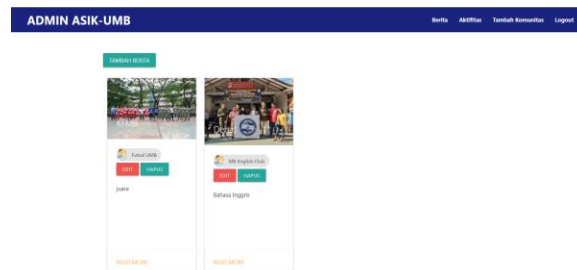 ADMIN ASIK-UMB
Berita Aktifitas Tambah Komunitas Logout
TAMBAH BERITA
Futsal UMB
EDIT HAPUS
juara
READ MORE
MB English Club
EDIT HAPUS
Bahasa Inggris
READ MORE